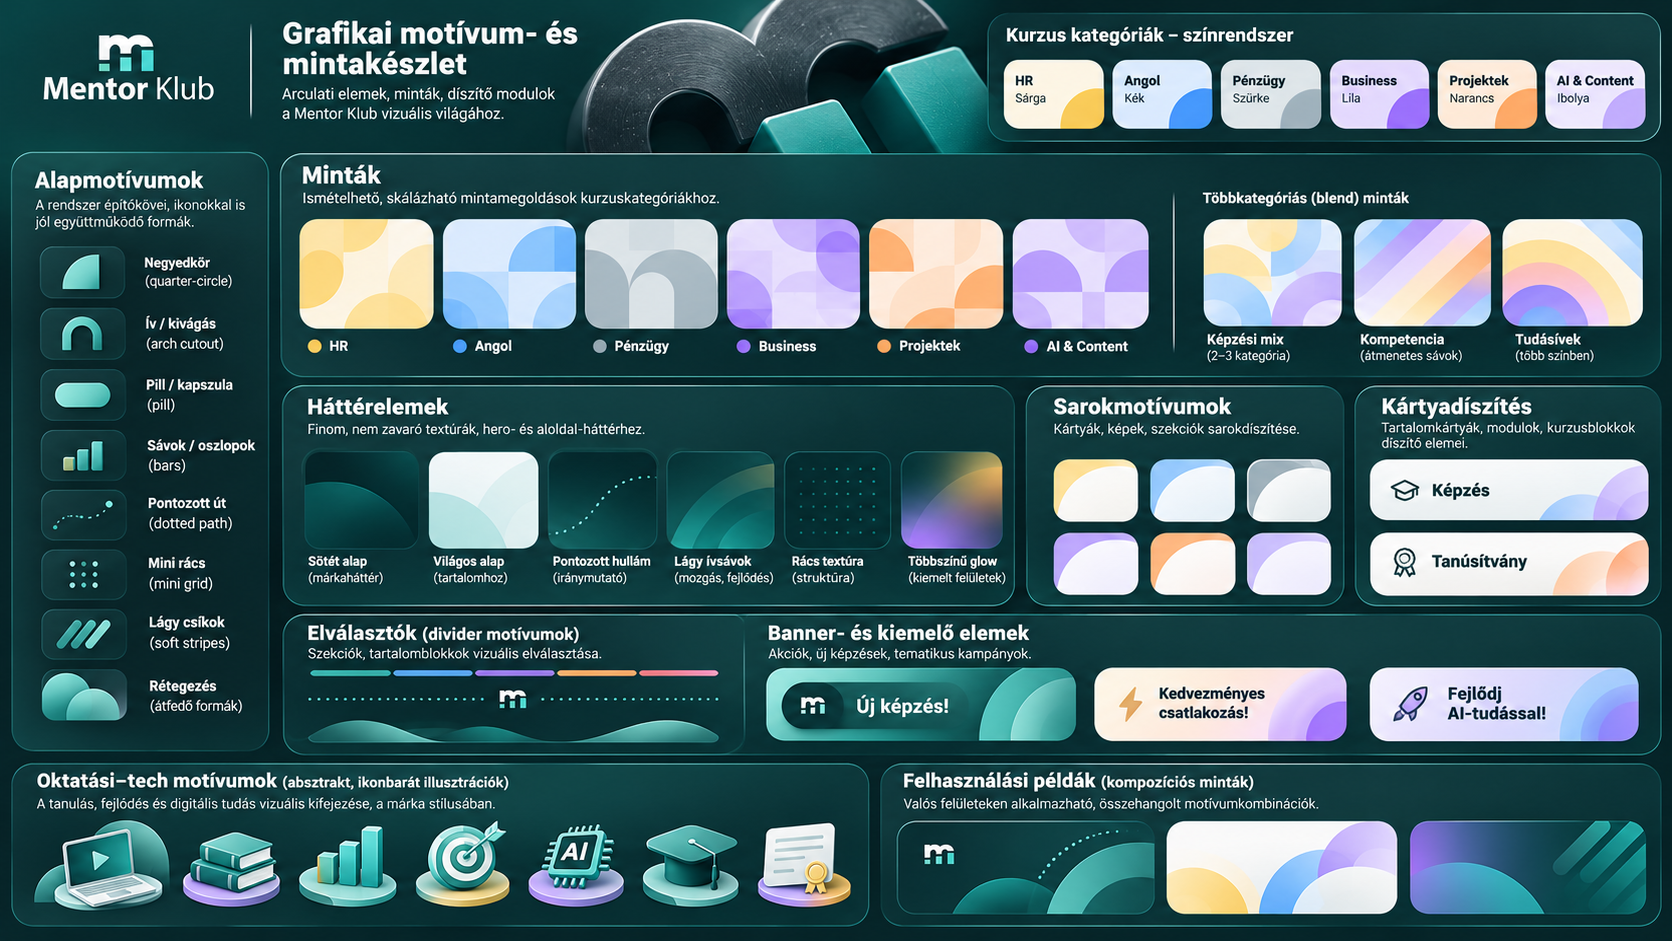 Mentor Klub
Grafikai motívum- és
mintakészlet
Arculati elemek, minták, díszítő modulok
a Mentor Klub vizuális világához.
Kurzus kategóriák – színrendszer
HR
Sárga
Angol
Kék
Pénzügy
Szürke
Business
Lila
Projektek
Narancs
AI & Content
Ibolya
Alapmotívumok
A rendszer építőkövei, ikonokkal is
jól együttműködő formák.
Negyedkör
(quarter-circle)
Ív / kivágás
(arch cutout)
Pill / kapszula
(pill)
Sávok / oszlopok
(bars)
Pontozott út
(dotted path)
Mini rács
(mini grid)
Lágy csíkok
(soft stripes)
Rétegezés
(átfedő formák)
Minták
Ismételhető, skálázható mintamegoldások kurzuskategóriákhoz.
HR
Angol
Pénzügy
Business
Projektek
AI & Content
Többkategóriás (blend) minták
Képzési mix
(2–3 kategória)
Kompetencia
(átmenetes sávok)
Tudásívek
(több színben)
Háttérelemek
Finom, nem zavaró textúrák, hero- és aloldal-háttérhez.
Sötét alap
(márkaháttér)
Világos alap
(tartalomhoz)
Pontozott hullám
(iránymutató)
Lágy ívsávok
(mozgás, fejlődés)
Rács textúra
(struktúra)
Többszínű glow
(kiemelt felületek)
Sarokmotívumok
Kártyák, képek, szekciók sarokdíszítése.
Kártyadíszítés
Tartalomkártyák, modulok, kurzusblokkok
díszítő elemei.
Képzés
Tanúsítvány
Elválasztók (divider motívumok)
Szekciók, tartalomblokkok vizuális elválasztása.
Banner- és kiemelő elemek
Akciók, új képzések, tematikus kampányok.
Új képzés!
Kedvezményes
csatlakozás!
Fejlődj
AI-tudással!
Oktatási–tech motívumok (absztrakt, ikonbarát illusztrációk)
A tanulás, fejlődés és digitális tudás vizuális kifejezése, a márka stílusában.
AI
Felhasználási példák (kompozíciós minták)
Valós felületeken alkalmazható, összehangolt motívumkombinációk.